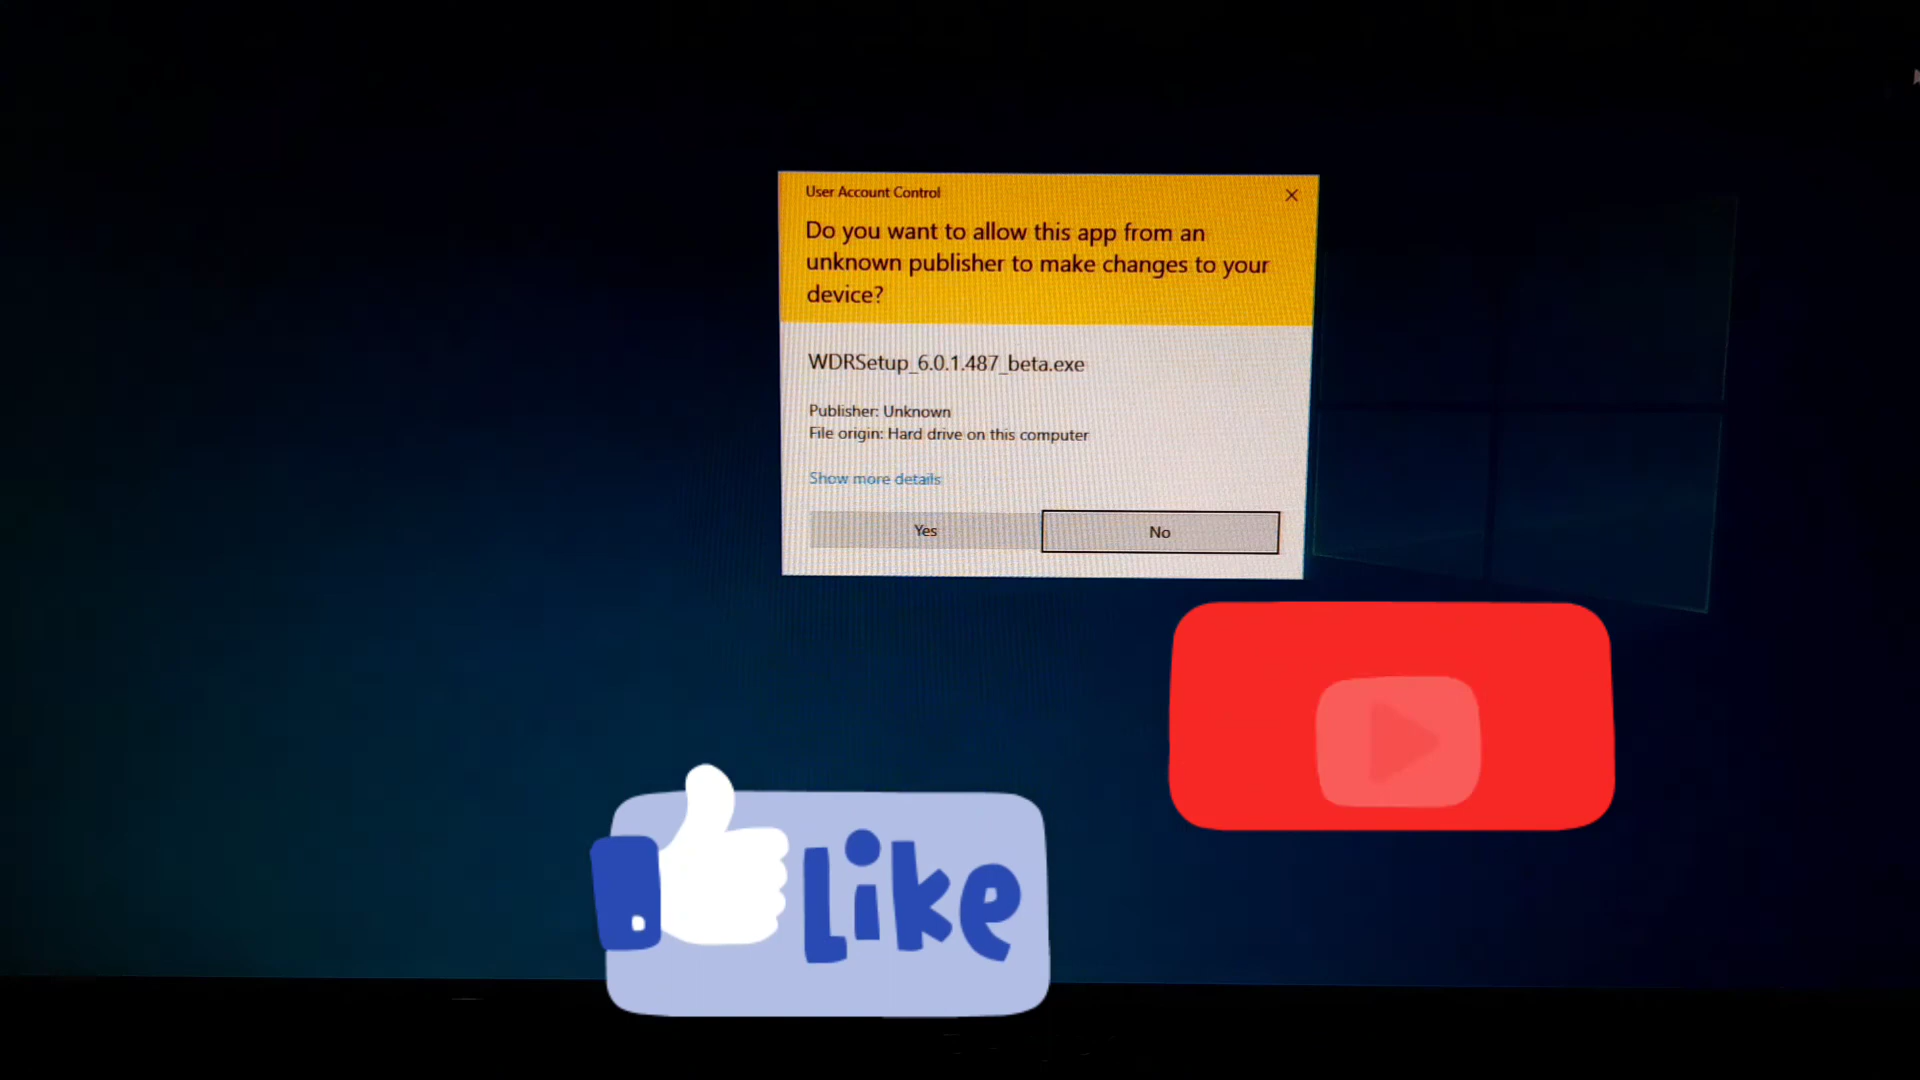 User Account Control
Do you want to allow this app from an
unknown publisher to make changes to your
device?
WDRSetup_6.0.1.487_beta.exe
Publisher: Unknown
File origin: Hard drive on this computer
Show more details
Yes No
Like